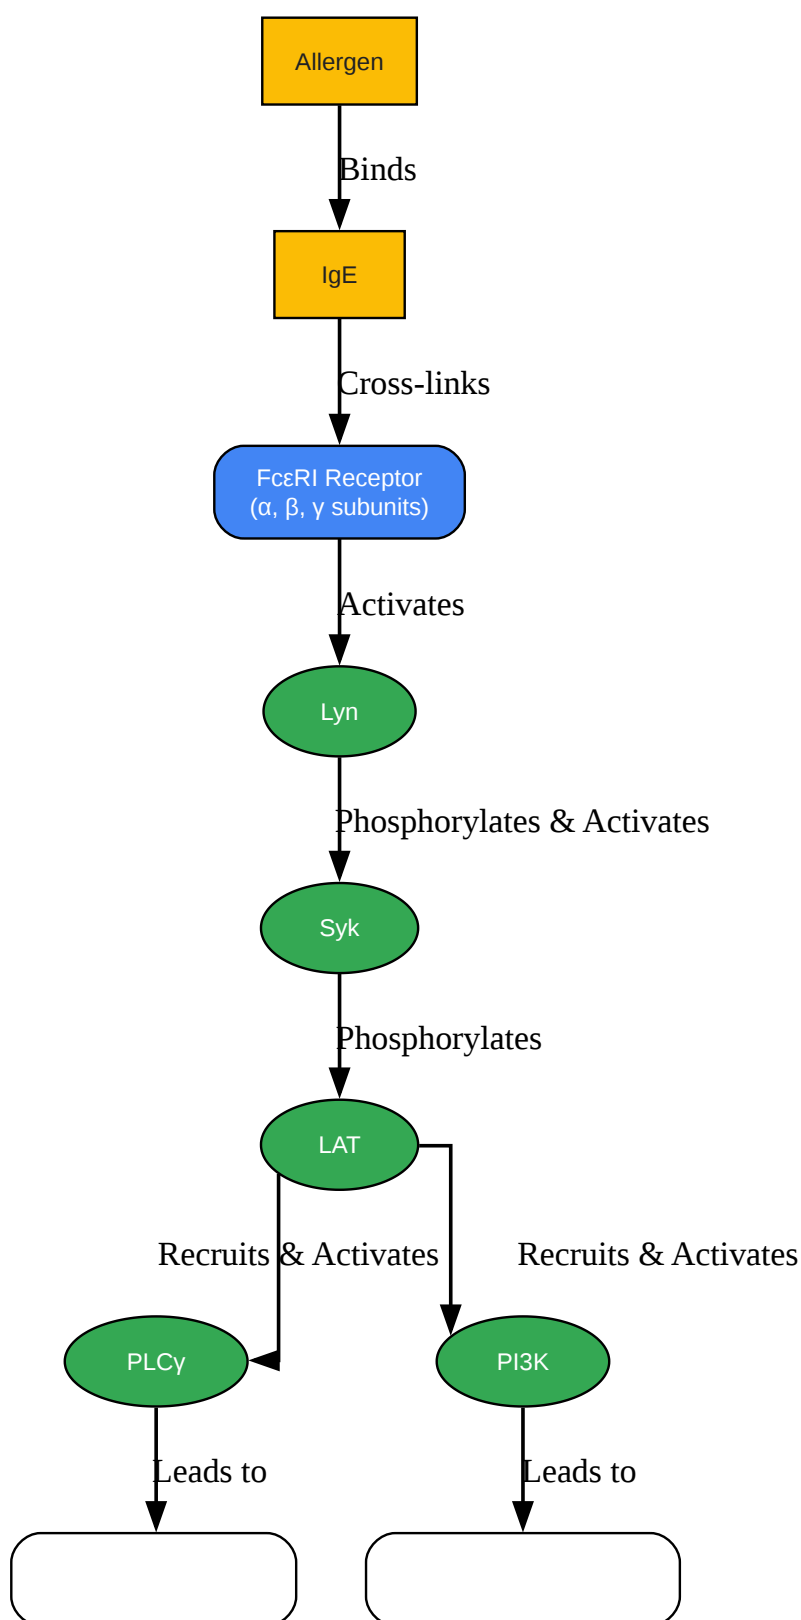 Allergen
Binds
IgE
Cross-links
FcεRI Receptor
(α, β, γ subunits)
Activates
Lyn
Phosphorylates & Activates
Syk
Phosphorylates
LAT
Recruits & Activates
Recruits & Activates
PLCγ
PI3K
Leads to
Leads to